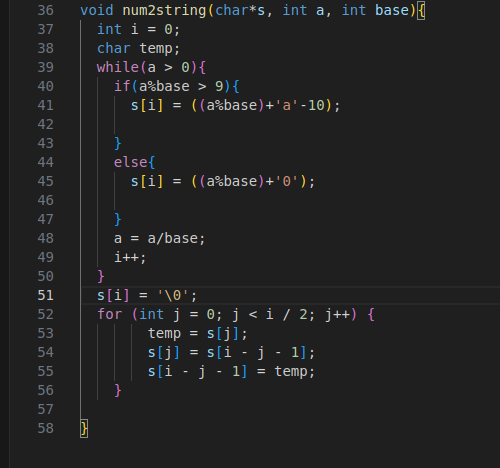 36 void num2string(char*s, int a, int base){
37   int i = 0;
38   char temp;
39   while(a > 0){
40     if(a%base > 9){
41       s[i] = ((a%base)+'a'-10);
42
43     }
44     else{
45       s[i] = ((a%base)+'0');
46
47     }
48     a = a/base;
49     i++;
50   }
51   s[i] = '\0';
52   for (int j = 0; j < i / 2; j++) {
53         temp = s[j];
54         s[j] = s[i - j - 1];
55         s[i - j - 1] = temp;
56     }
57
58 }